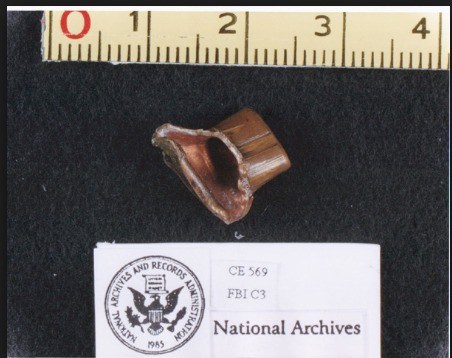 0 1 2 3 4
NATIONAL ARCHIVES AND RECORDS ADMINISTRATION
1985
CE 569
FBI C3
National Archives